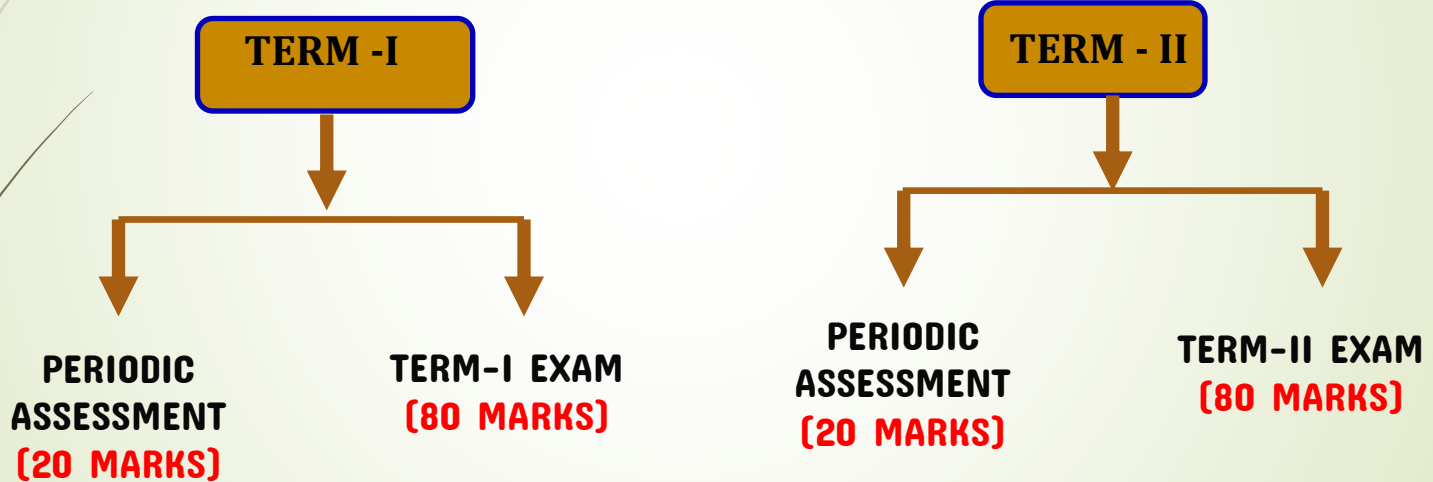 TERM -I
PERIODIC
ASSESSMENT
(20 MARKS)
TERM-I EXAM
(80 MARKS)
TERM - II
PERIODIC
ASSESSMENT
(20 MARKS)
TERM-II EXAM
(80 MARKS)